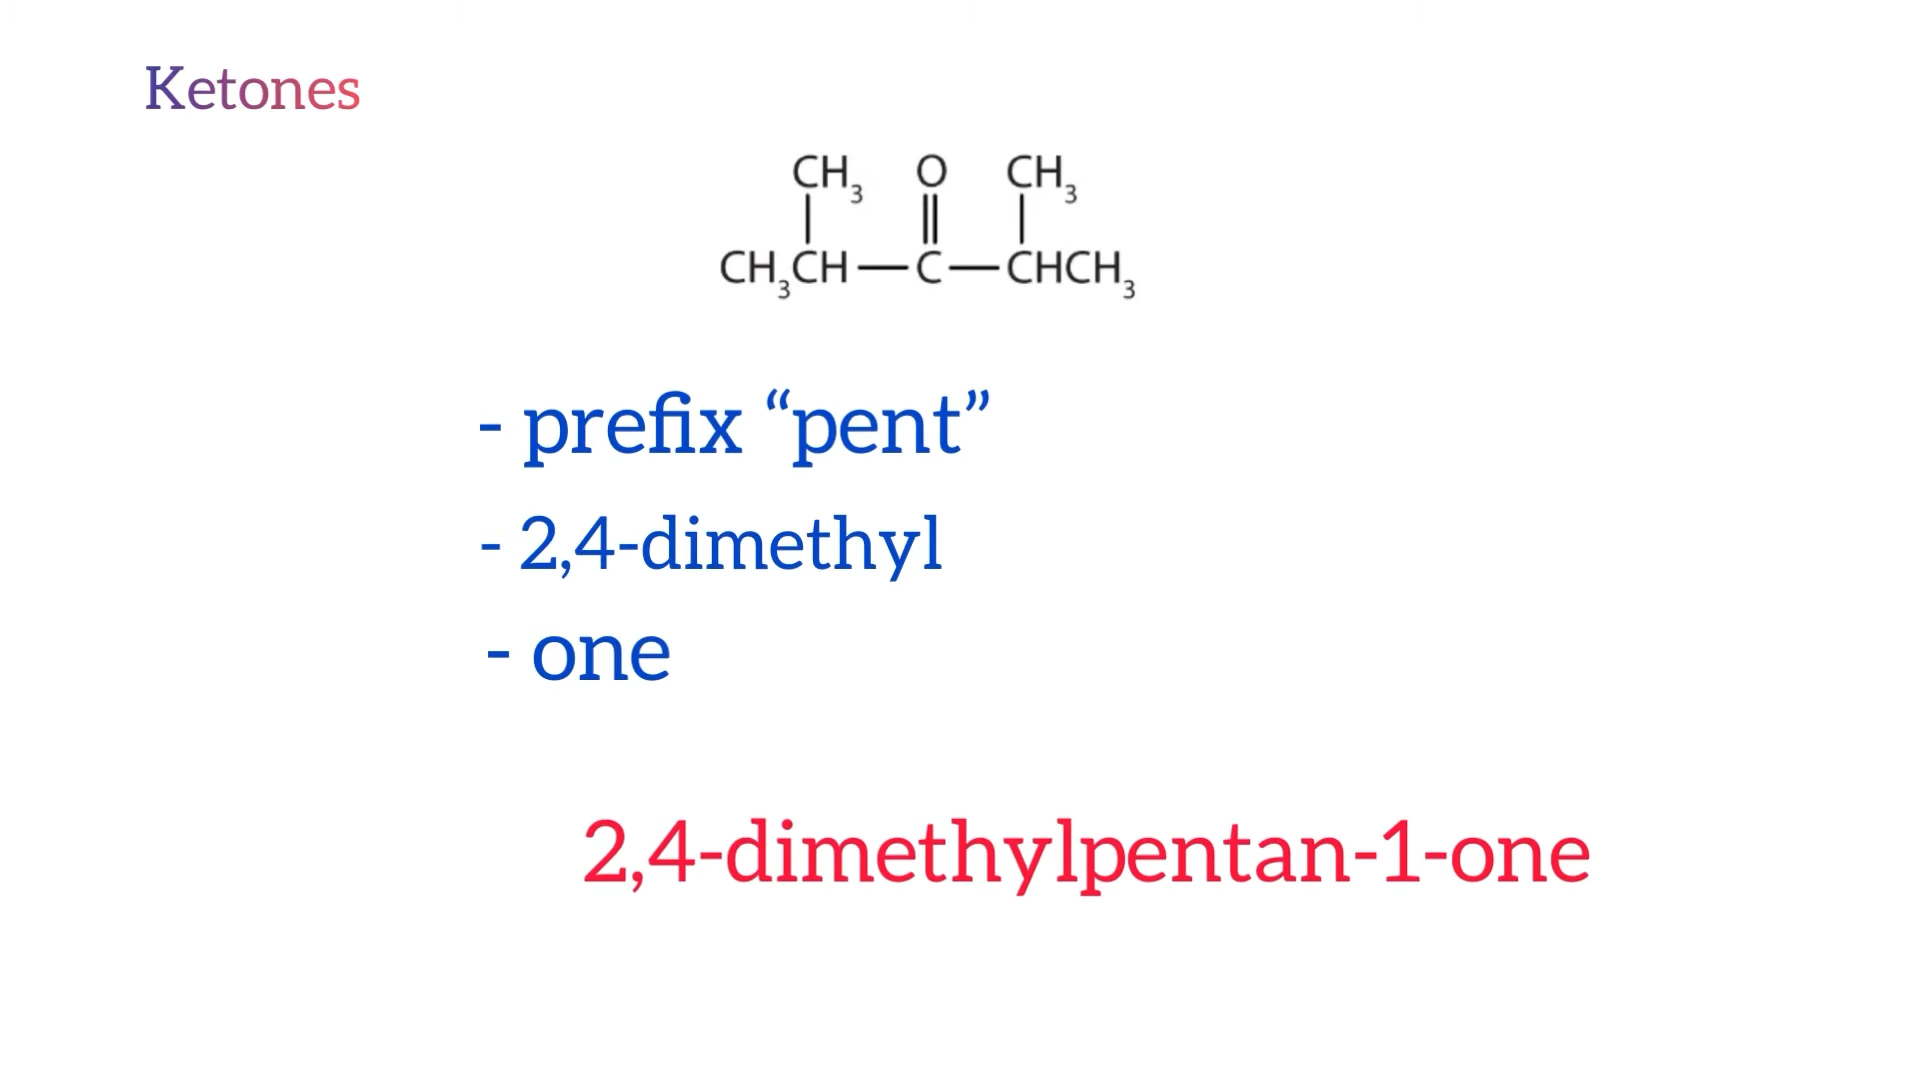 Ketones
CH₃ O CH₃
CH₃CH—C—CHCH₃
- prefix “pent”
- 2,4-dimethyl
- one
2,4-dimethylpentan-1-one